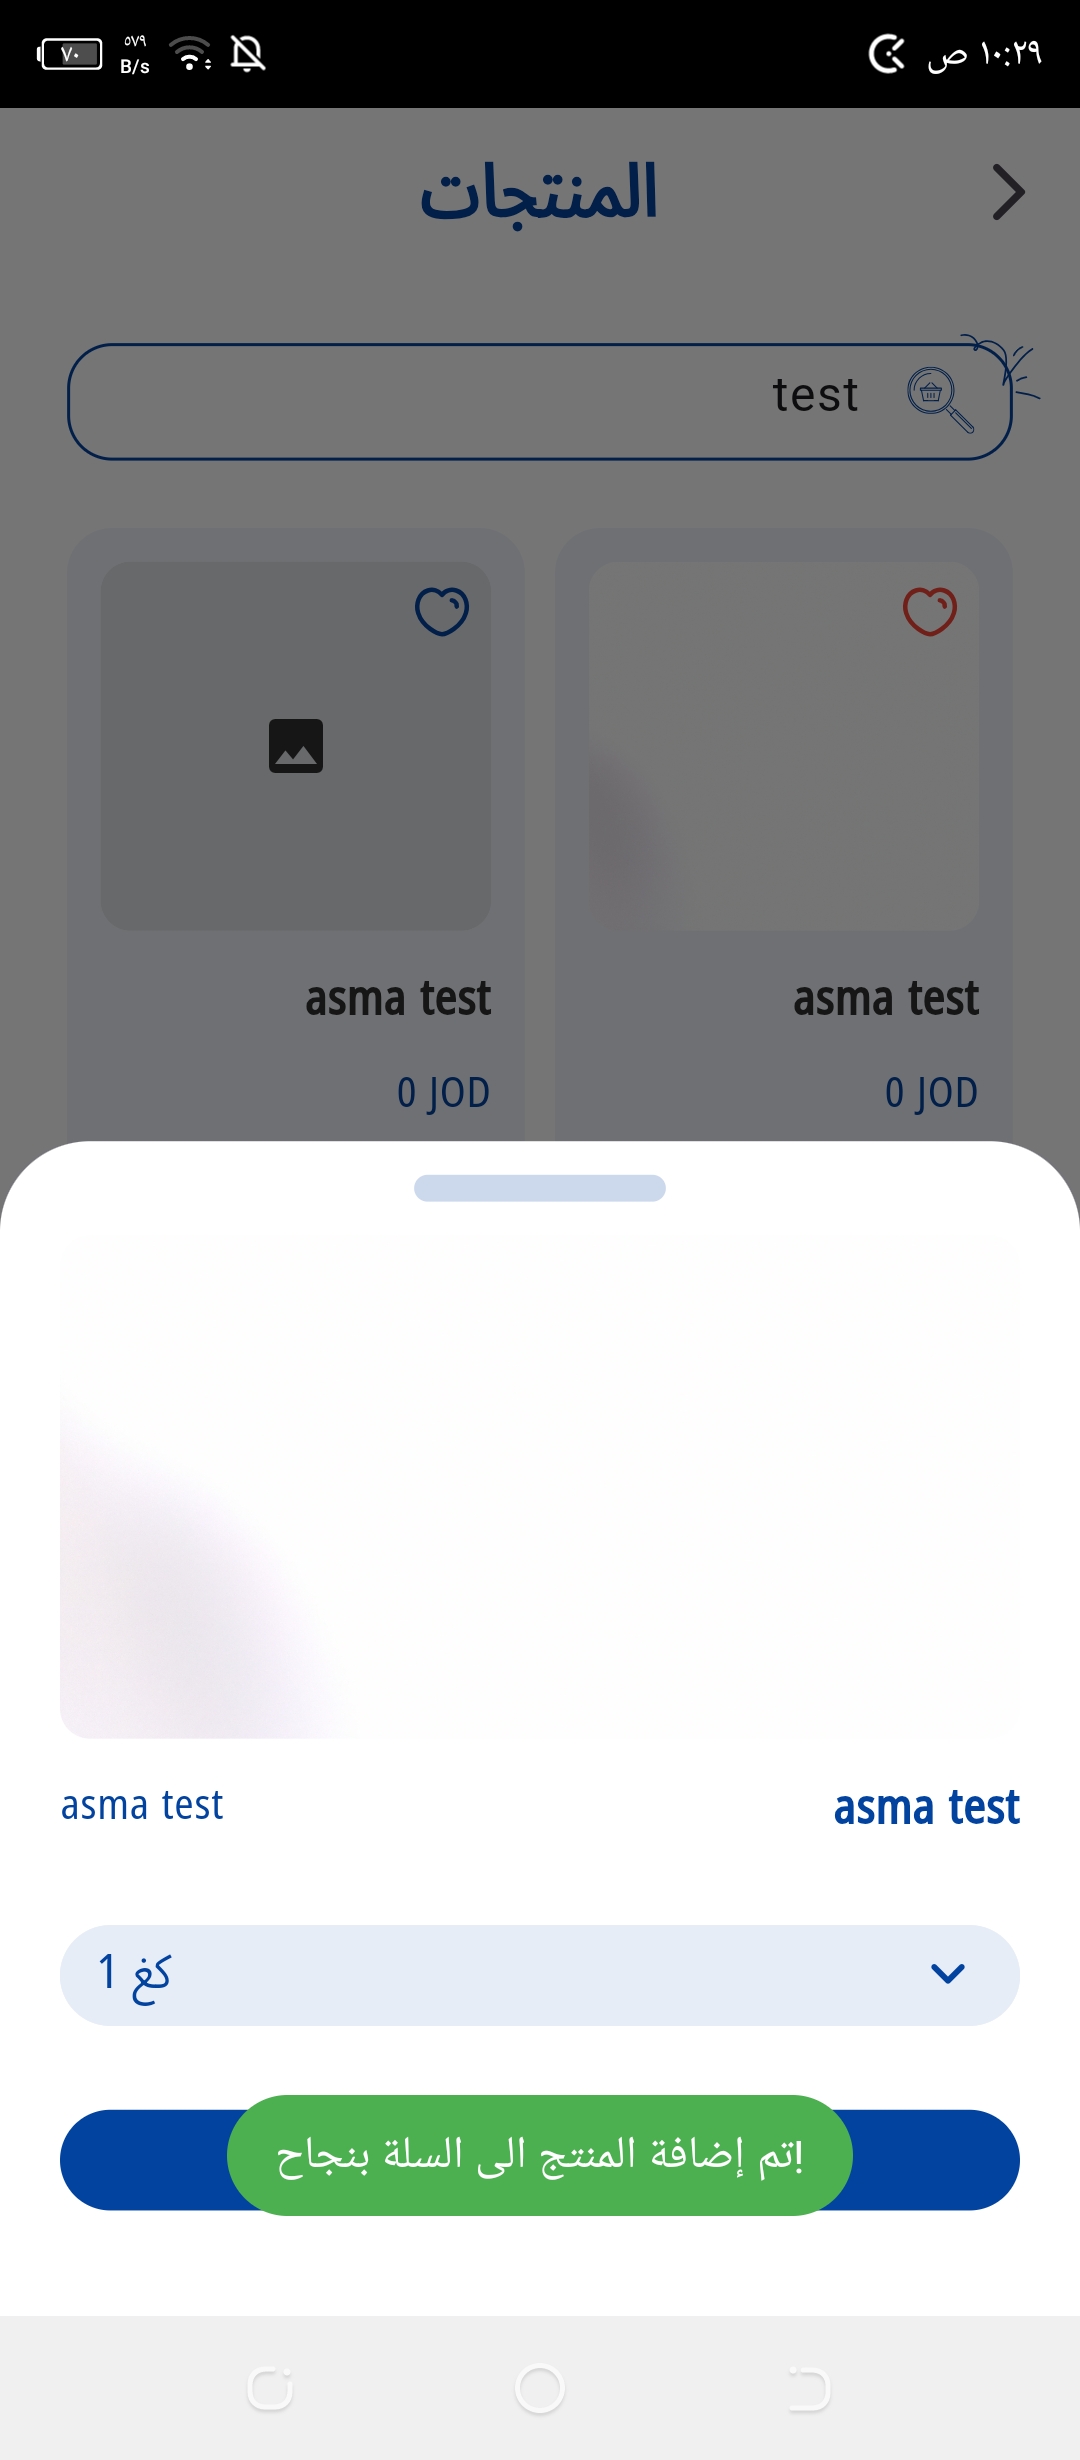 ١٠:٢٩ ص
٥٧٩
B/s
٧٠
المنتجات
test
asma test
asma test
0 JOD
0 JOD
asma test
asma test
1 كغ
!تم إضافة المنتج الى السلة بنجاح